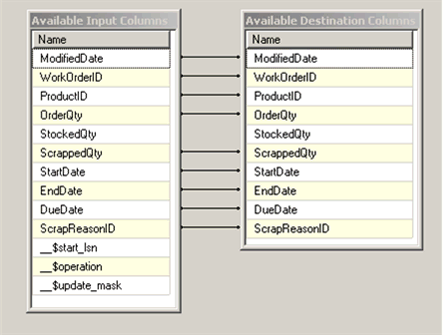 Available Input Columns
Name
ModifiedDate
WorkOrderID
ProductID
OrderQty
StockedQty
ScrappedQty
StartDate
EndDate
DueDate
ScrapReasonID
__$start_lsn
__$operation
__$update_mask
Available Destination Columns
Name
ModifiedDate
WorkOrderID
ProductID
OrderQty
StockedQty
ScrappedQty
StartDate
EndDate
DueDate
ScrapReasonID